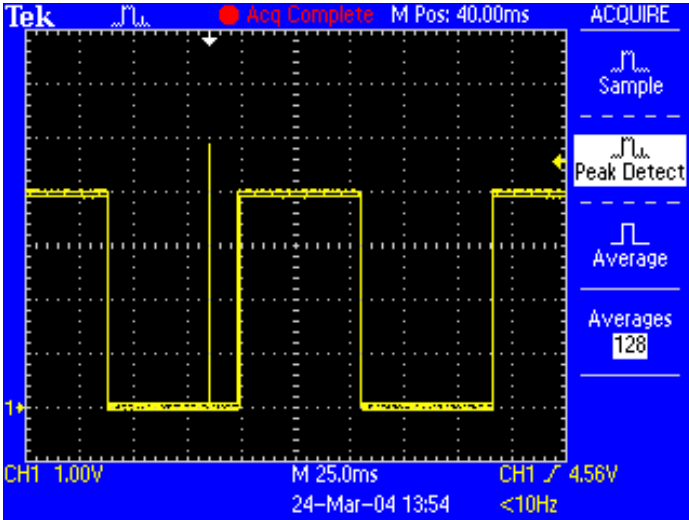 Tek Acq Complete M Pos: 40.00ms ACQUIRE
Sample
Peak Detect
Average
Averages
128
1
CH1 1.00V M 25.0ms CH1 4.56V
24-Mar-04 13:54 <10Hz